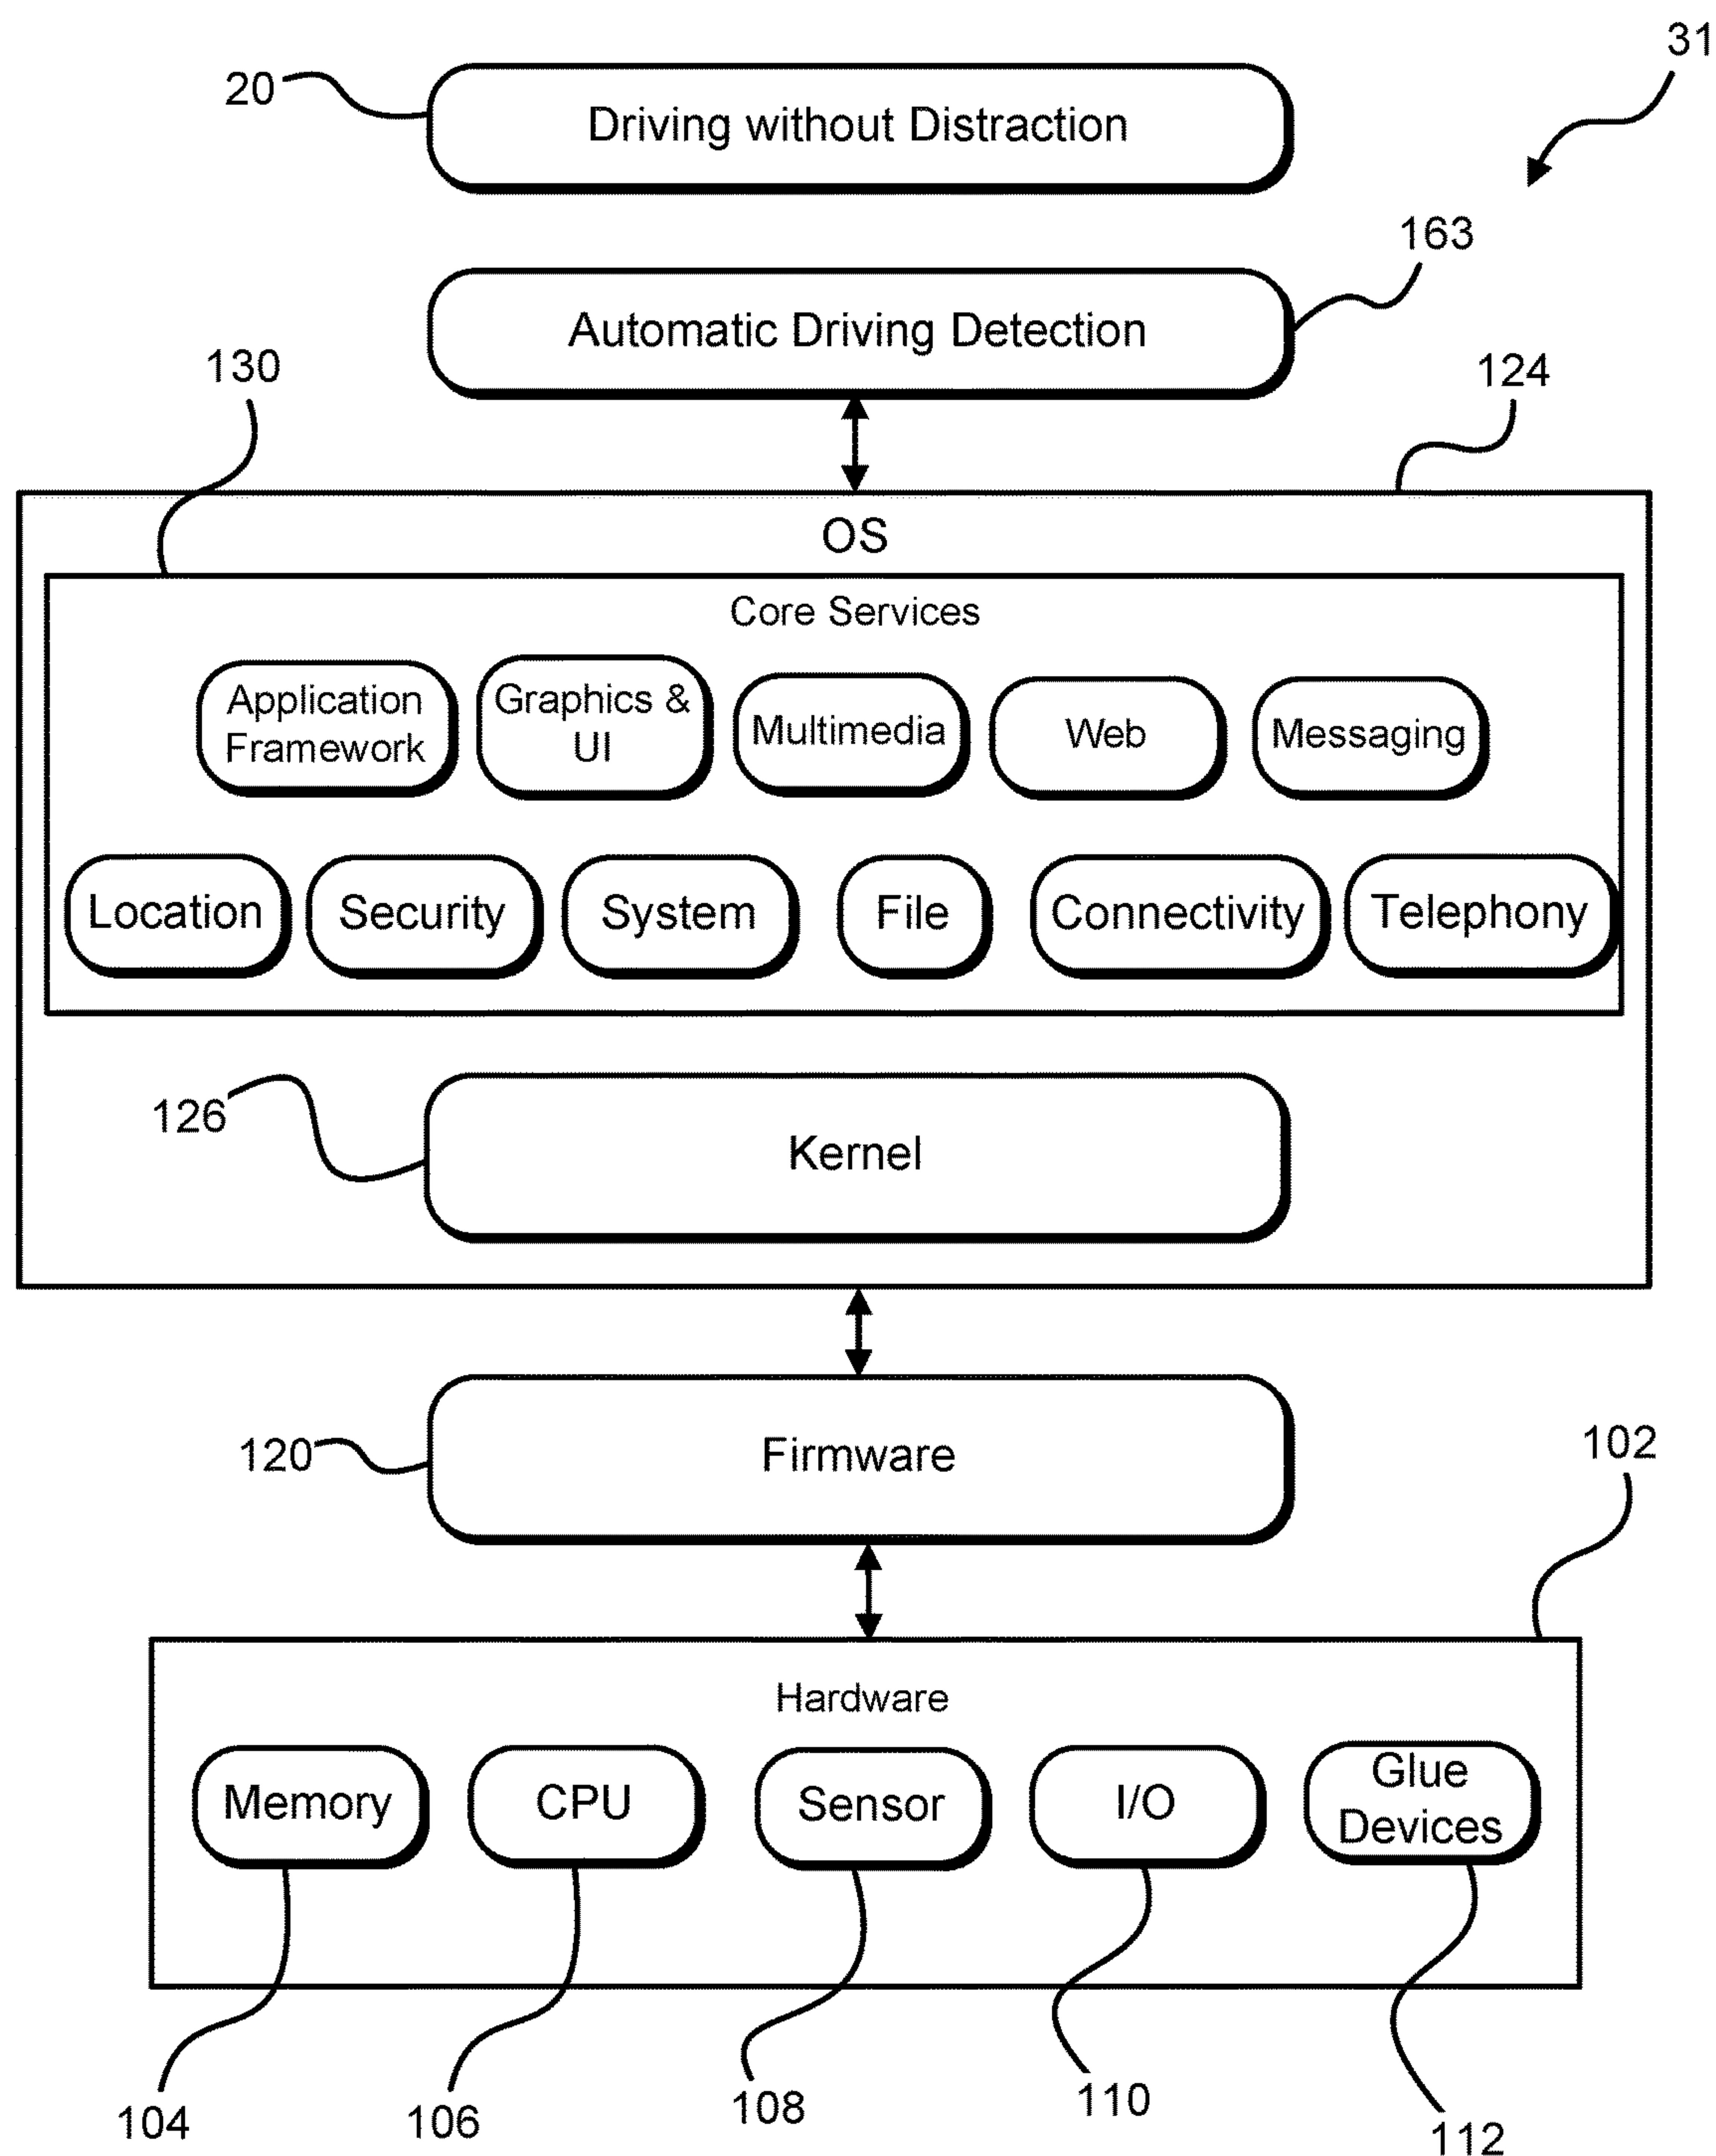 31
20
Driving without Distraction
163
Automatic Driving Detection
130
124
OS
Core Services
Application
Framework
Graphics &
UI
Multimedia
Web
Messaging
Location
Security
System
File
Connectivity
Telephony
126
Kernel
120
Firmware
102
Hardware
Memory
CPU
Sensor
I/O
Glue
Devices
104
106
108
110
112